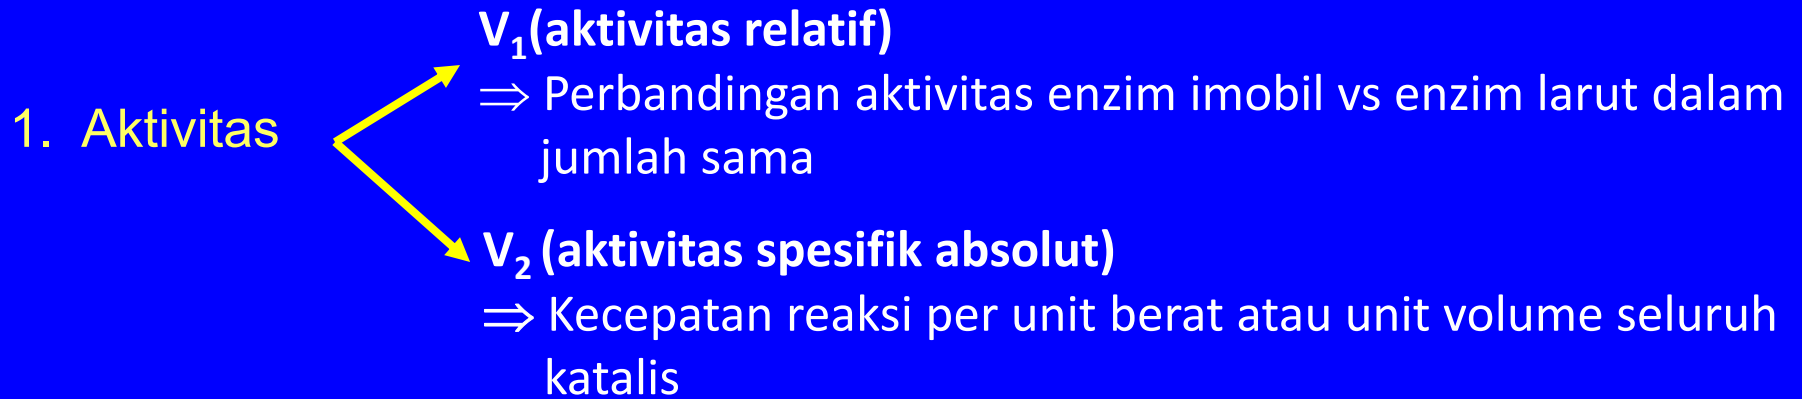 1. Aktivitas
V₁(aktivitas relatif)
⇒ Perbandingan aktivitas enzim imobil vs enzim larut dalam
jumlah sama
V₂ (aktivitas spesifik absolut)
⇒ Kecepatan reaksi per unit berat atau unit volume seluruh
katalis